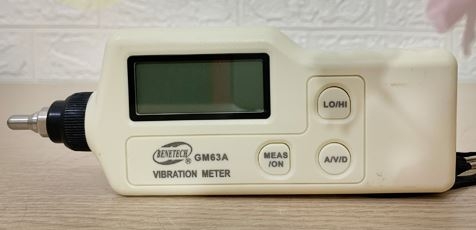 LO/HI
BENETECH ®
GM63A
MEAS
/ON
A/V/D
VIBRATION METER